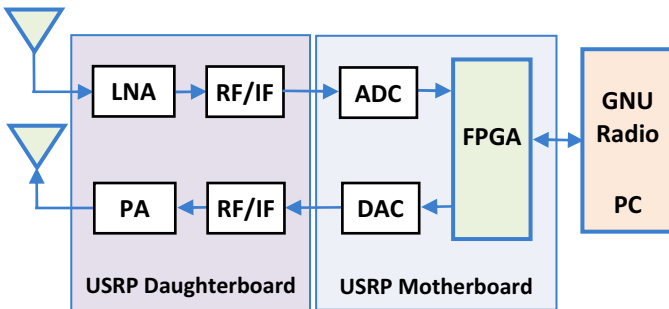 LNA
RF/IF
ADC
FPGA
GNU
Radio
PC
PA
RF/IF
DAC
USRP Daughterboard
USRP Motherboard